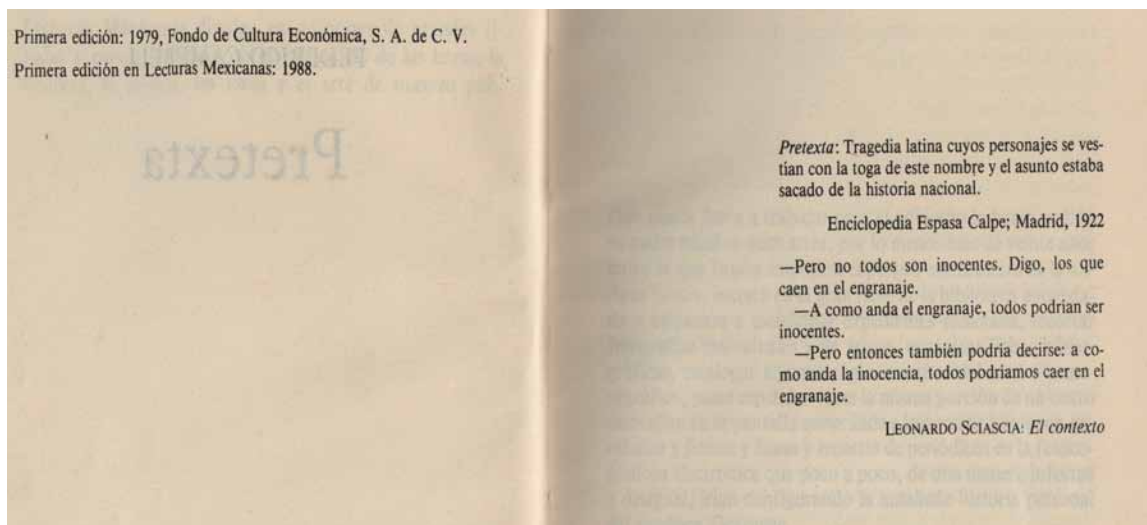 Primera edición: 1979, Fondo de Cultura Económica, S. A. de C. V.
Primera edición en Lecturas Mexicanas: 1988.
Pretexta
Pretexta: Tragedia latina cuyos personajes se ves-
tían con la toga de este nombre y el asunto estaba
sacado de la historia nacional.
Enciclopedia Espasa Calpe; Madrid, 1922
—Pero no todos son inocentes. Digo, los que
caen en el engranaje.
—A como anda el engranaje, todos podrían ser
inocentes.
—Pero entonces también podría decirse: a co-
mo anda la inocencia, todos podríamos caer en el
engranaje.
LEONARDO SCIASCIA: El contexto